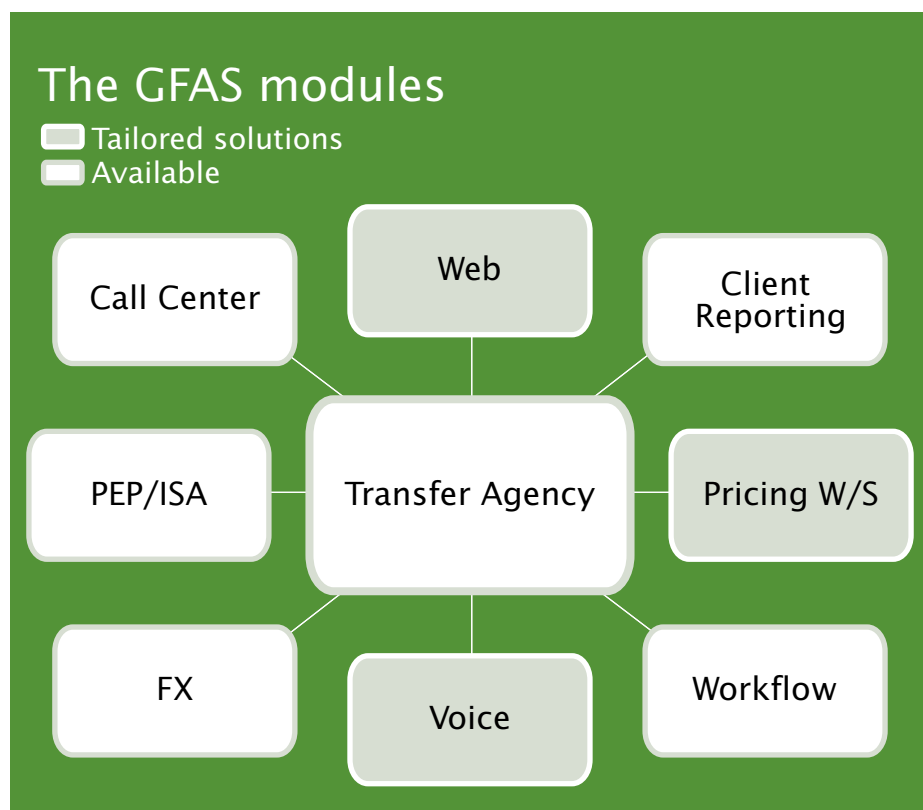 The GFAS modules
Tailored solutions
Available
Web
Call Center
Client
Reporting
PEP/ISA
Transfer Agency
Pricing W/S
FX
Voice
Workflow